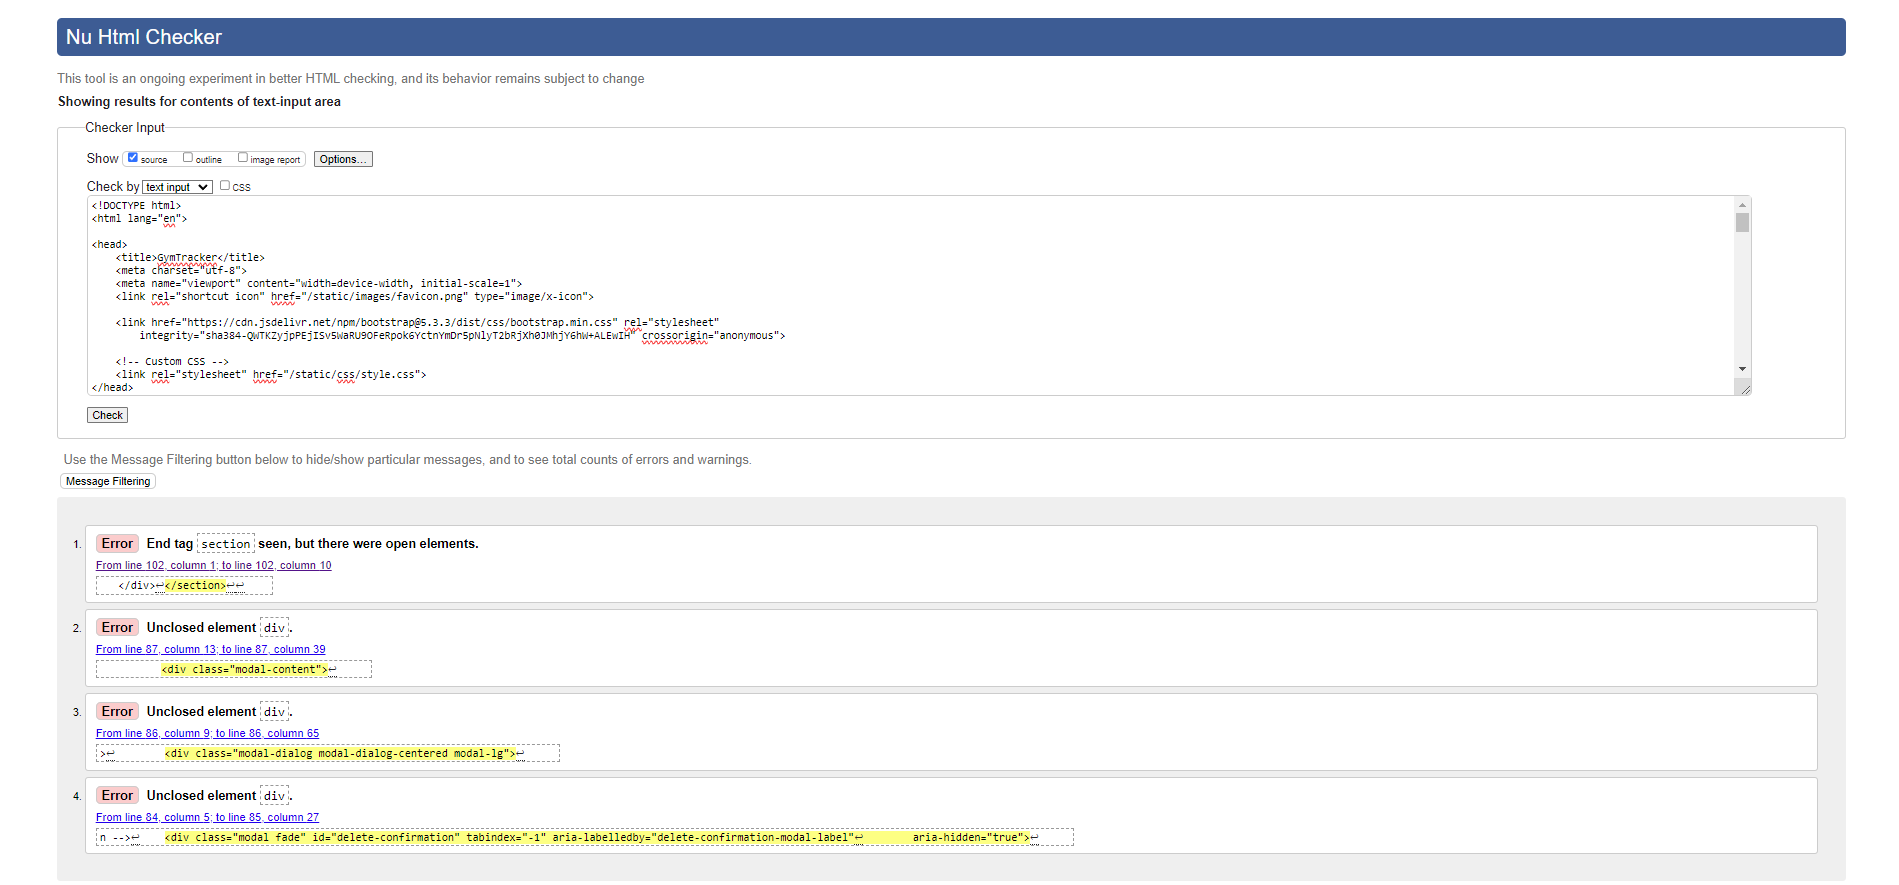 Nu Html Checker
This tool is an ongoing experiment in better HTML checking, and its behavior remains subject to change
Showing results for contents of text-input area
Checker Input
Show source outline image report Options...
Check by text input css
<!DOCTYPE html>
<html lang="en">
<head>
<title>GymTracker</title>
<meta charset="utf-8">
<meta name="viewport" content="width=device-width, initial-scale=1">
<link rel="shortcut icon" href="/static/images/favicon.png" type="image/x-icon">
<link href="https://cdn.jsdelivr.net/npm/bootstrap@5.3.3/dist/css/bootstrap.min.css" rel="stylesheet"
integrity="sha384-QWTKZyjpPEjISv5WaRU9OFeRpok6YctnYmDr5pNlyT2bRjXh0JMhjY6hW+ALEwIH" crossorigin="anonymous">
<!-- Custom CSS -->
<link rel="stylesheet" href="/static/css/style.css">
</head>
Check
Use the Message Filtering button below to hide/show particular messages, and to see total counts of errors and warnings.
Message Filtering
1. Error End tag section seen, but there were open elements.
From line 102, column 1; to line 102, column 10
</div>↩</section>↩↩
2. Error Unclosed element div.
From line 87, column 13; to line 87, column 39
<div class="modal-content">↩
3. Error Unclosed element div.
From line 86, column 9; to line 86, column 65
>↩ <div class="modal-dialog modal-dialog-centered modal-lg">↩
4. Error Unclosed element div.
From line 84, column 5; to line 85, column 27
n -->↩ <div class="modal fade" id="delete-confirmation" tabindex="-1" aria-labelledby="delete-confirmation-modal-label"↩ aria-hidden="true">↩